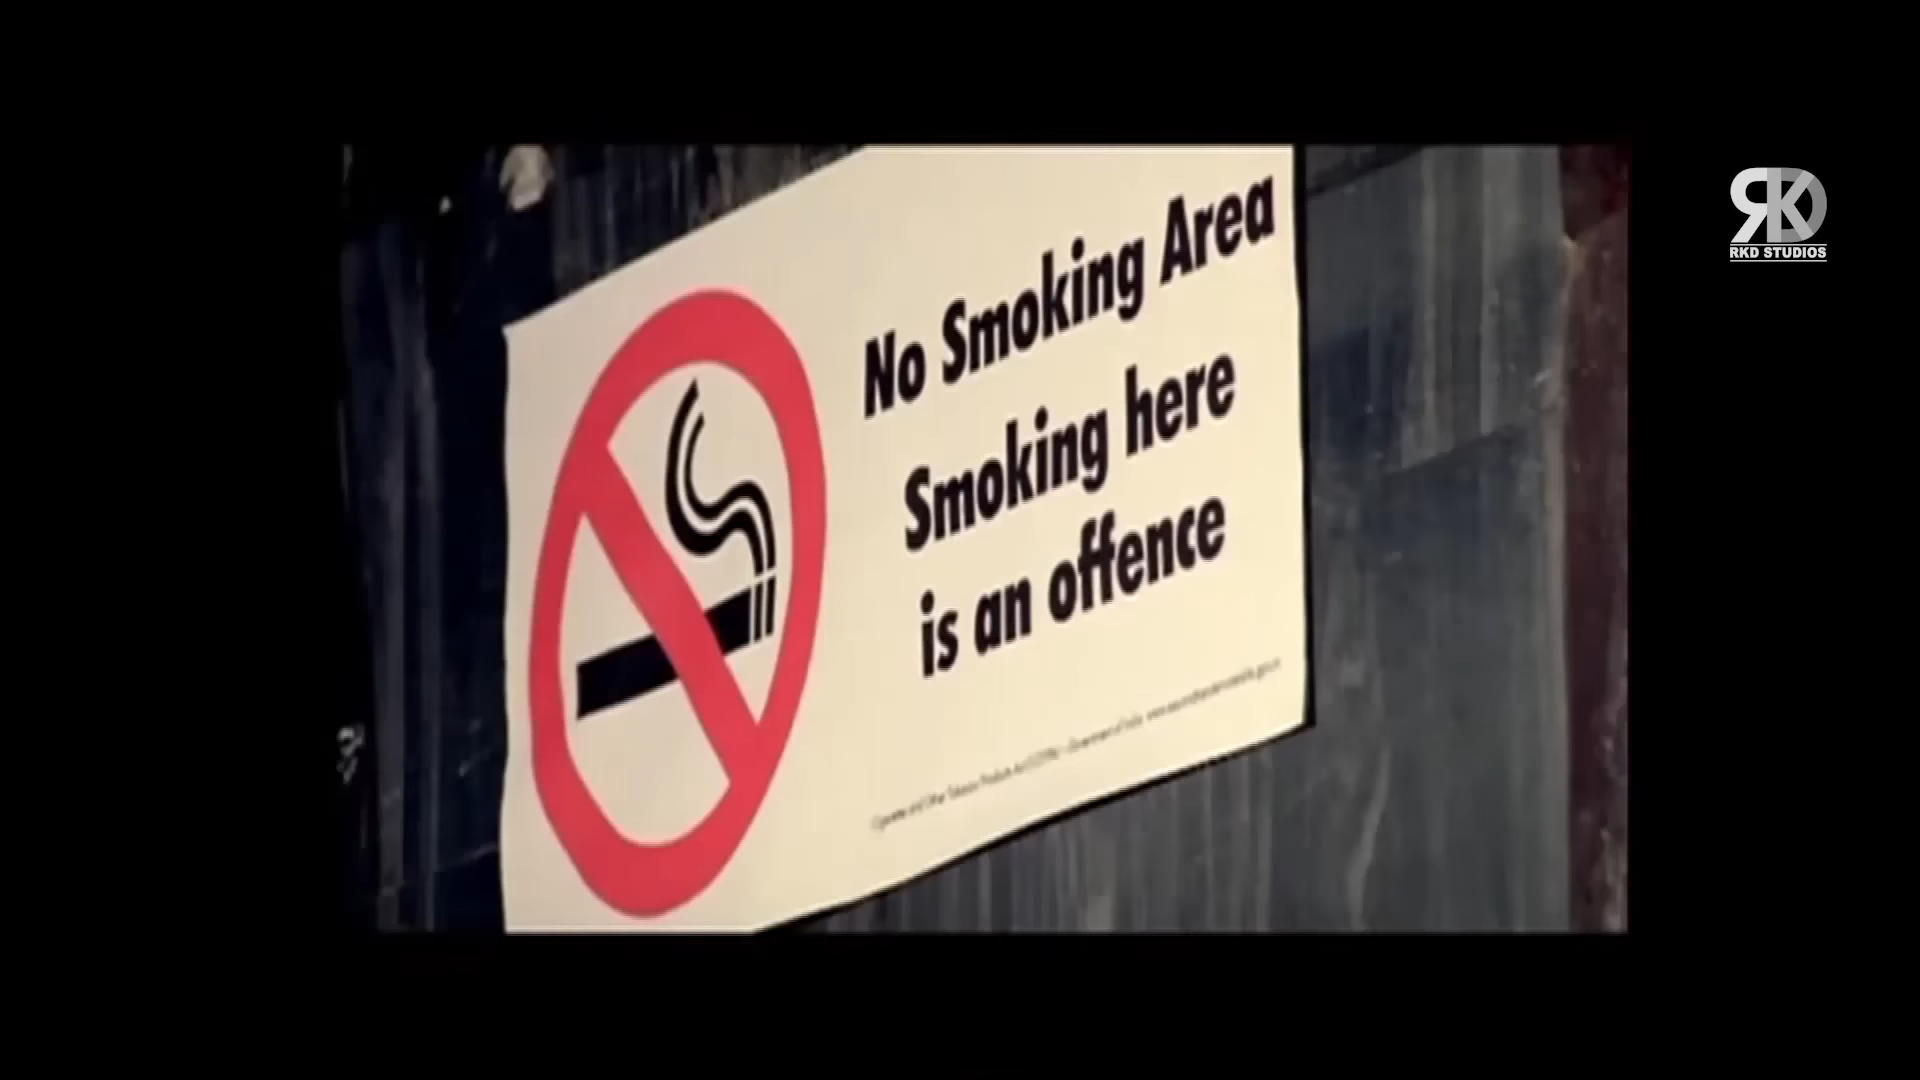 No Smoking Area
Smoking here
is an offence
RKD STUDIOS